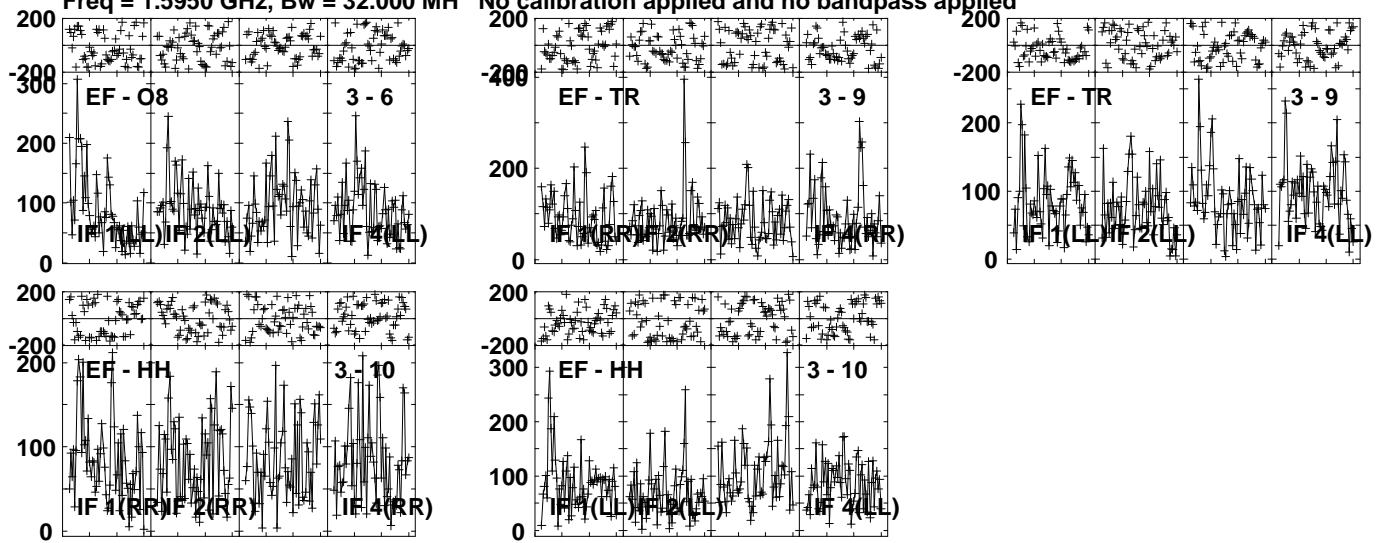 Freq = 1.5950 GHz, Bw = 32.000 MH No calibration applied and no bandpass applied
200
-200
EF - O8 3 - 6
200
100
0
IF 1(LL) IF 2(LL) IF 4(LL)
200
-200
400
EF - TR 3 - 9
200
0
IF 1(RR) IF 2(RR) IF 4(RR)
200
-200
EF - TR 3 - 9
200
100
0
IF 1(LL) IF 2(LL) IF 4(LL)
200
-200
200
EF - HH 3 - 10
100
0
IF 1(RR) IF 2(RR) IF 4(RR)
200
-200
300
EF - HH 3 - 10
200
100
0
IF 1(LL) IF 2(LL) IF 4(LL)